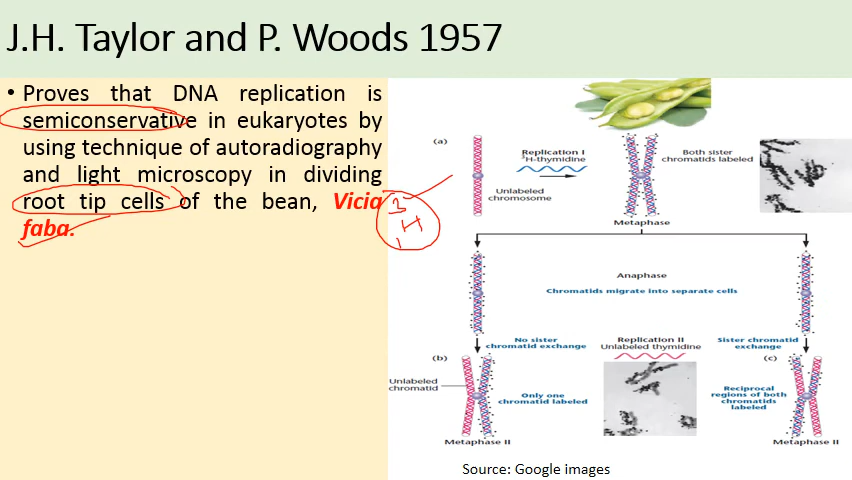 J.H. Taylor and P. Woods 1957
• Proves that DNA replication is
semiconservative in eukaryotes by
using technique of autoradiography
and light microscopy in dividing
root tip cells of the bean, Vicia
faba.
3
H
1
(a)
Replication I
³H-thymidine
Unlabeled
chromosome
Both sister
chromatids labeled
Metaphase
Anaphase
Chromatids migrate into separate cells
No sister
chromatid exchange
Replication II
Unlabeled thymidine
Sister chromatid
exchange
(b)
(c)
Unlabeled
chromatid
Only one
chromatid labeled
Reciprocal
regions of both
chromatids
labeled
Metaphase II
Metaphase II
Source: Google images